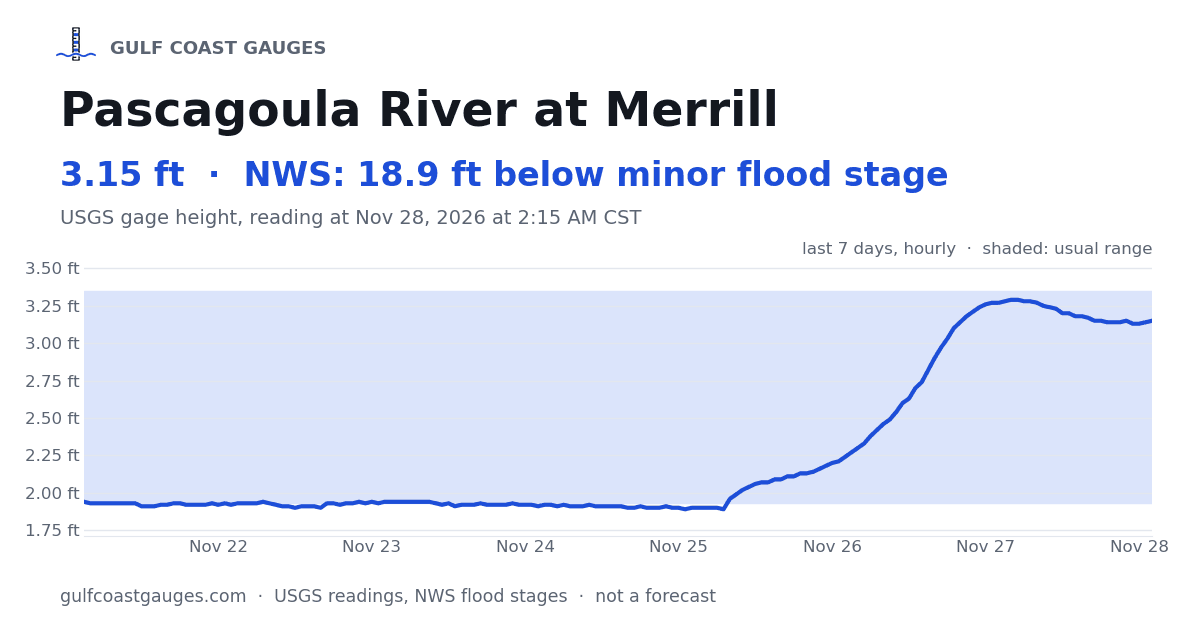 GULF COAST GAUGES
Pascagoula River at Merrill
3.15 ft · NWS: 18.9 ft below minor flood stage
USGS gage height, reading at Nov 28, 2026 at 2:15 AM CST
last 7 days, hourly · shaded: usual range
3.50 ft
3.25 ft
3.00 ft
2.75 ft
2.50 ft
2.25 ft
2.00 ft
1.75 ft
Nov 22 Nov 23 Nov 24 Nov 25 Nov 26 Nov 27 Nov 28
gulfcoastgauges.com · USGS readings, NWS flood stages · not a forecast